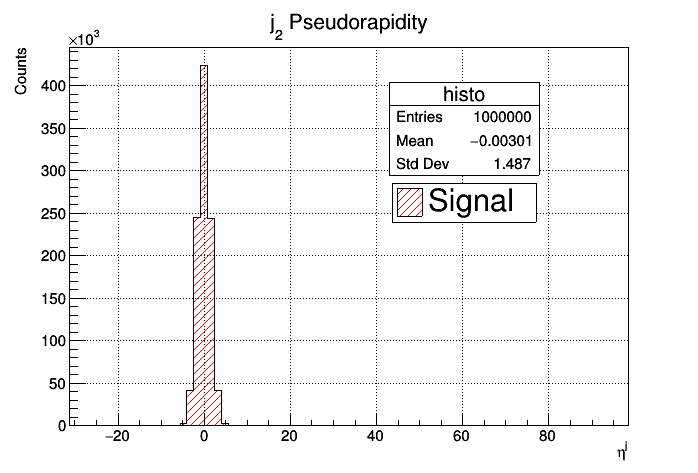 j2 Pseudorapidity
×10³
Counts
400
350
300
250
200
150
100
50
0
histo
Entries 1000000
Mean −0.00301
Std Dev 1.487
Signal
−20 0 20 40 60 80
η^j